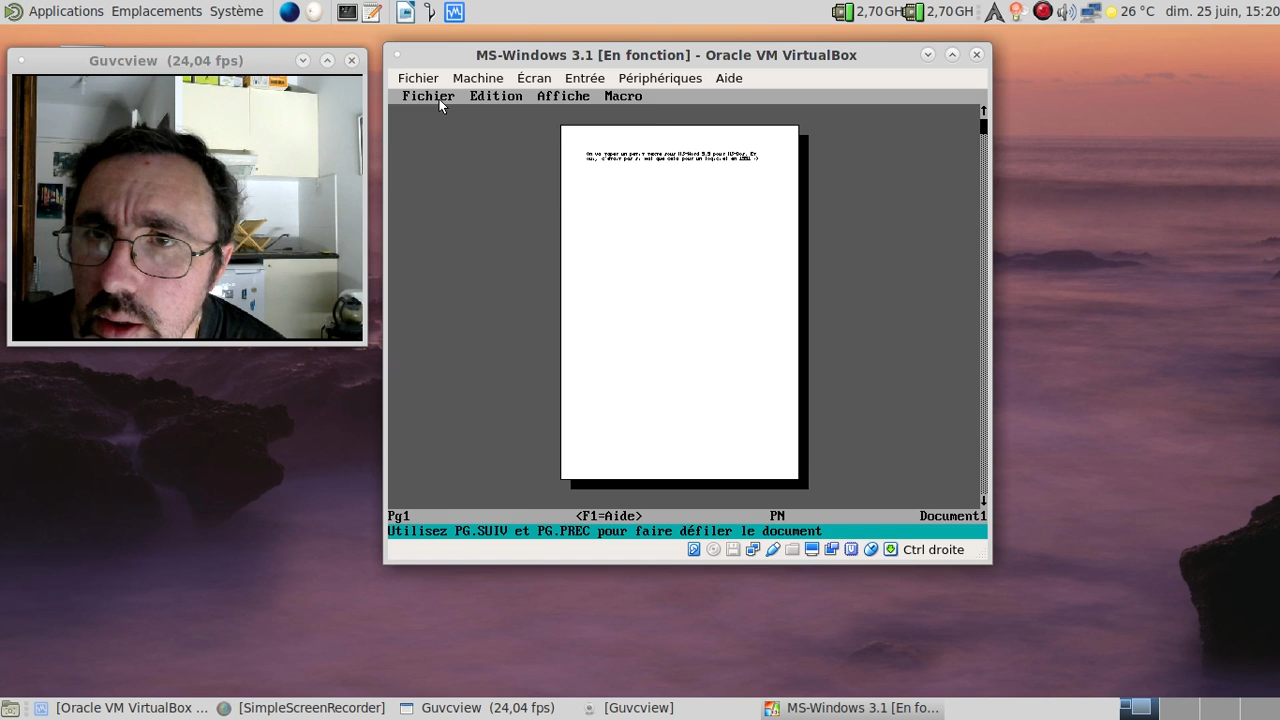 Applications Emplacements Système
2,70 GH 2,70 GH 26 °C dim. 25 juin, 15:20
Guvcview (24,04 fps)
MS-Windows 3.1 [En fonction] - Oracle VM VirtualBox
Fichier Machine Écran Entrée Périphériques Aide
Fichier Edition Affiche Macro
Pg1 <F1=Aide> PN Document1
Utilisez PG.SUIV et PG.PREC pour faire défiler le document
Ctrl droite
[Oracle VM VirtualBox ... [SimpleScreenRecorder] Guvcview (24,04 fps) [Guvcview] MS-Windows 3.1 [En fo...